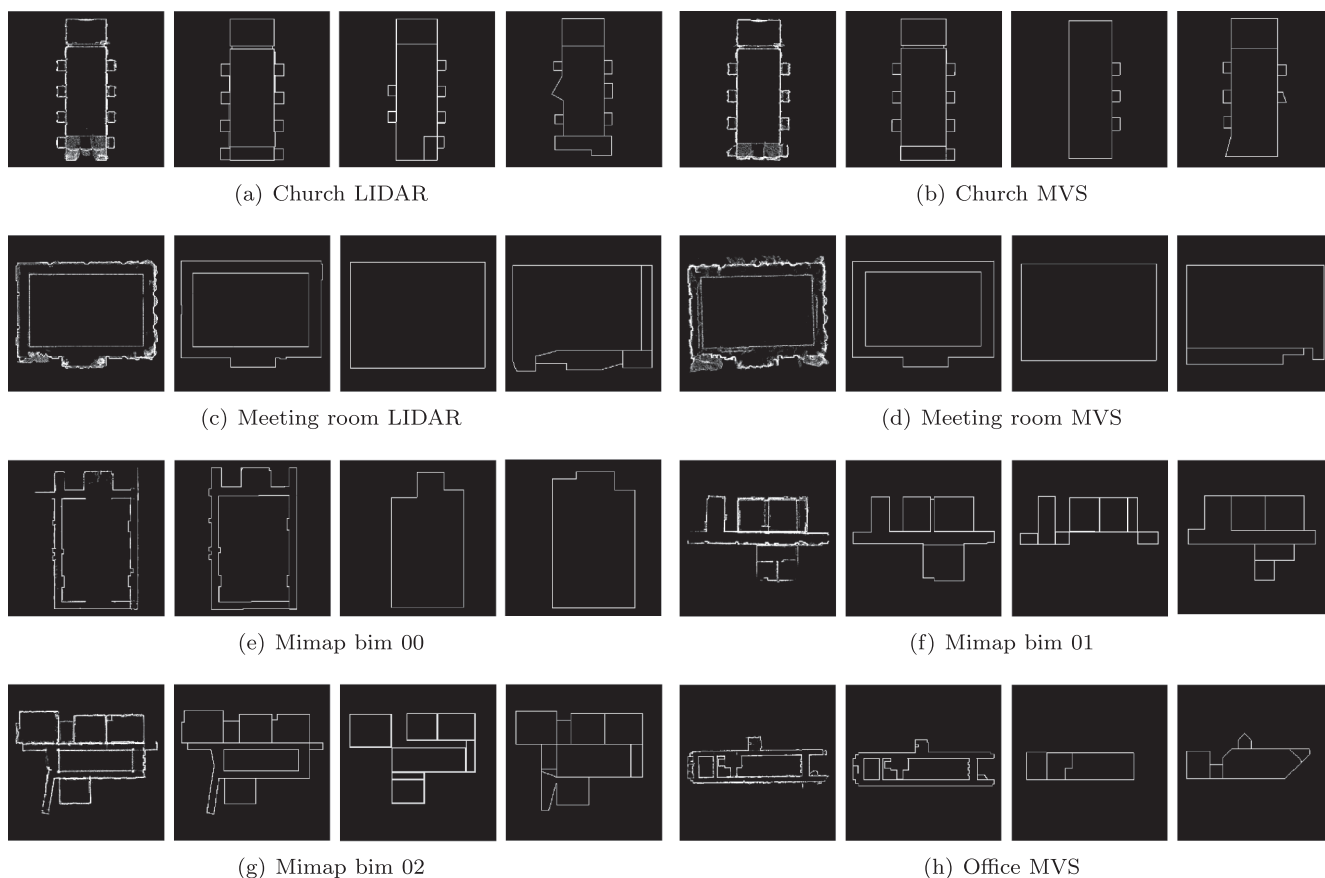 (a) Church LIDAR
(b) Church MVS
(c) Meeting room LIDAR
(d) Meeting room MVS
(e) Mimap bim 00
(f) Mimap bim 01
(g) Mimap bim 02
(h) Office MVS